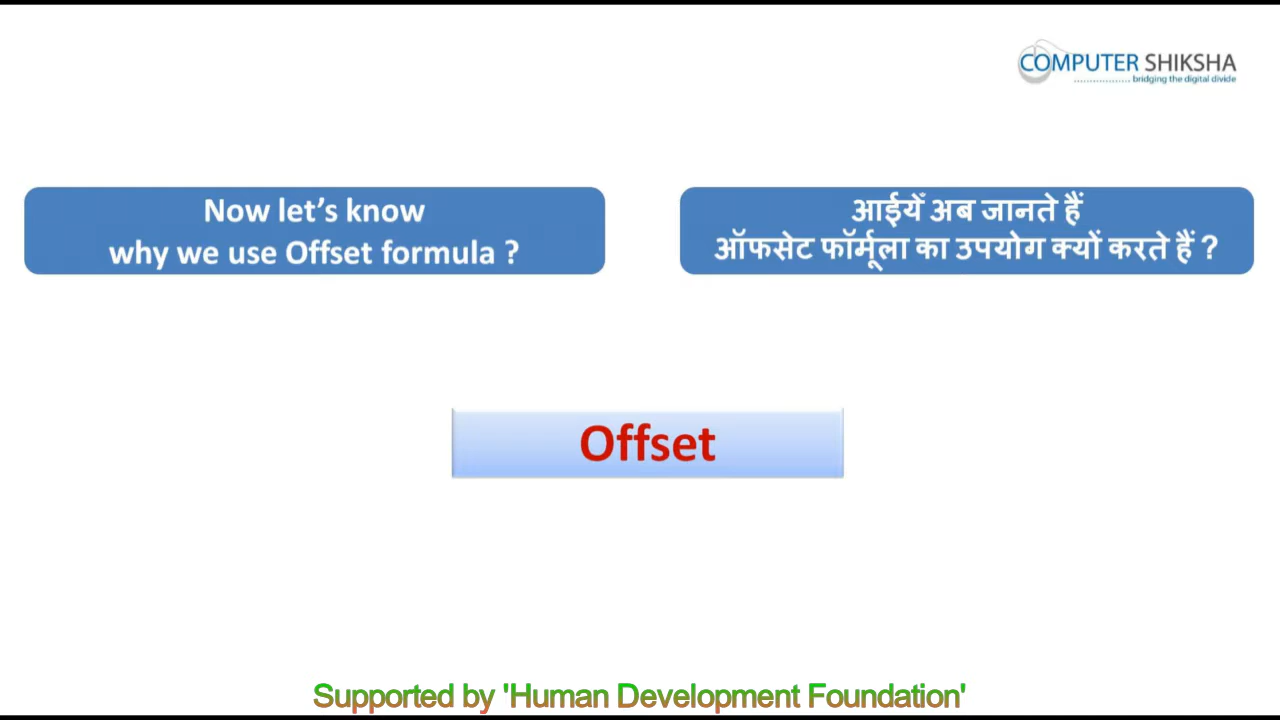 COMPUTER SHIKSHA
.................. bridging the digital divide
Now let's know
why we use Offset formula ?
आईयेँ अब जानते हैं
ऑफसेट फॉर्मूला का उपयोग क्यों करते हैं ?
Offset
Supported by 'Human Development Foundation'